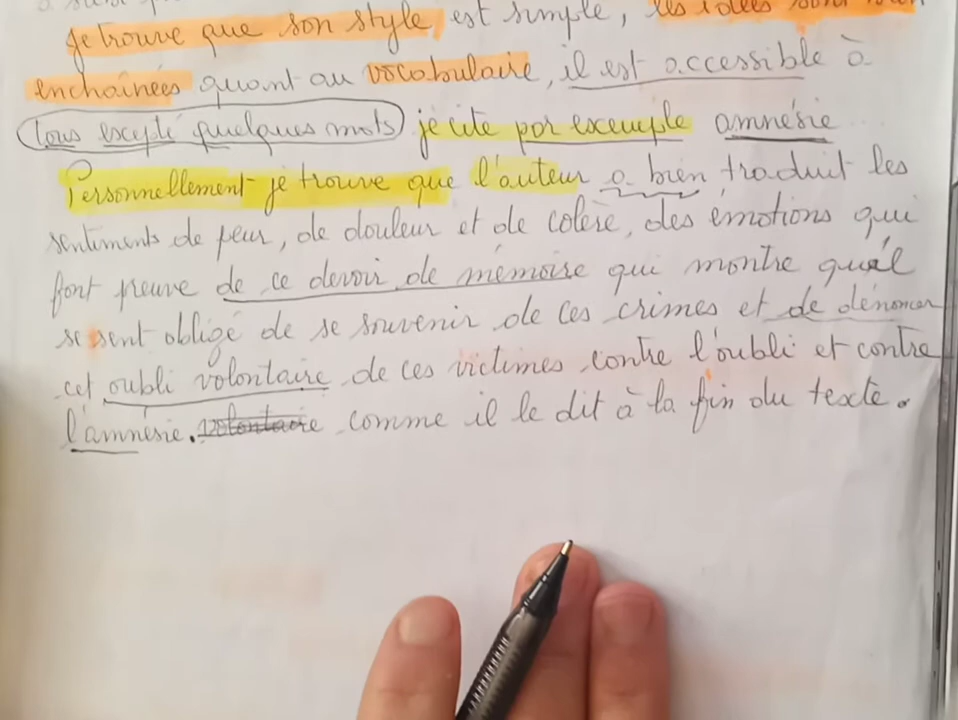 Je trouve que son style, est simple, les idées sont bien
enchaînées quant au vocabulaire, il est accessible à
tous excepté quelques mots je cite par exemple amnésie
Personnellement je trouve que l'auteur a bien traduit les
sentiments de peur, de douleur et de colère, des émotions qui
font preuve de ce devoir de mémoire qui montre qu'il
se sent obligé de se souvenir de ces crimes et de dénoncer
cet oubli volontaire de ces victimes contre l'oubli et contre
l'amnésie. volontaire comme il le dit à la fin du texte.